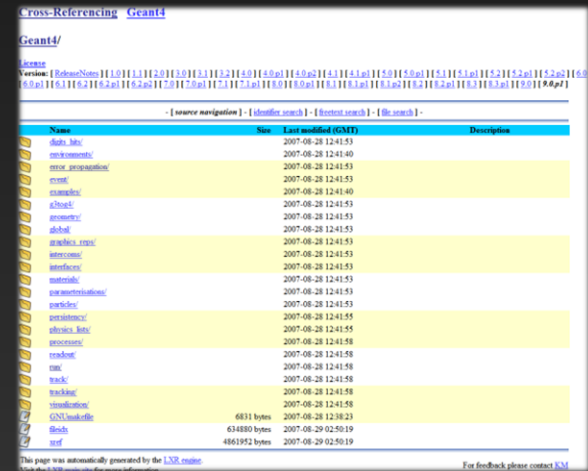 Cross-Referencing Geant4
Geant4/
License
Version: [ ReleaseNotes ] [ 1.0 ] [ 1.1 ] [ 2.0 ] [ 3.0 ] [ 3.1 ] [ 3.2 ] [ 4.0 ] [ 4.0.p1 ] [ 4.0.p2 ] [ 4.1 ] [ 4.1.p1 ] [ 5.0 ] [ 5.0.p1 ] [ 5.1 ] [ 5.1.p1 ] [ 5.2 ] [ 5.2.p1 ] [ 5.2.p2 ] [ 6.0
[ 6.0.p1 ] [ 6.1 ] [ 6.2 ] [ 6.2.p1 ] [ 6.2.p2 ] [ 7.0 ] [ 7.0.p1 ] [ 7.1 ] [ 7.1.p1 ] [ 8.0 ] [ 8.0.p1 ] [ 8.1 ] [ 8.1.p1 ] [ 8.1.p2 ] [ 8.2 ] [ 8.2.p1 ] [ 8.3 ] [ 8.3.p1 ] [ 9.0 ] [ 9.0.p1 ]
- [ source navigation ] - [ identifier search ] - [ freetext search ] - [ file search ] -
Name Size Last modified (GMT) Description
digits_hits/ 2007-08-28 12:41:53
environments/ 2007-08-28 12:41:40
error_propagation/ 2007-08-28 12:41:53
event/ 2007-08-28 12:41:53
examples/ 2007-08-28 12:41:40
g3tog4/ 2007-08-28 12:41:53
geometry/ 2007-08-28 12:41:53
global/ 2007-08-28 12:41:53
graphics_reps/ 2007-08-28 12:41:53
intercoms/ 2007-08-28 12:41:53
interfaces/ 2007-08-28 12:41:53
materials/ 2007-08-28 12:41:53
parameterisations/ 2007-08-28 12:41:53
particles/ 2007-08-28 12:41:53
persistency/ 2007-08-28 12:41:55
physics_lists/ 2007-08-28 12:41:55
processes/ 2007-08-28 12:41:58
readout/ 2007-08-28 12:41:58
run/ 2007-08-28 12:41:58
track/ 2007-08-28 12:41:58
tracking/ 2007-08-28 12:41:58
visualization/ 2007-08-28 12:41:58
GNUmakefile 6831 bytes 2007-08-28 12:38:23
fileids 634880 bytes 2007-08-29 02:50:19
xref 4861952 bytes 2007-08-29 02:50:19
This page was automatically generated by the LXR engine.
Visit the LXR main site for more information.
For feedback please contact KM